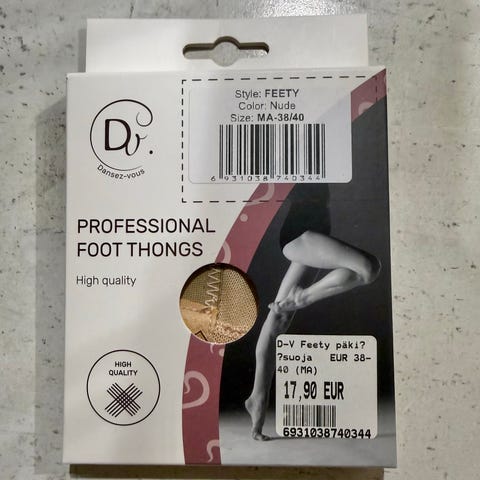 Style: FEETY
Color: Nude
Size: MA-38/40
6 931038 740344
Dv.
Dansez-vous
PROFESSIONAL
FOOT THONGS
High quality
HIGH
QUALITY
D-V Feety päki?
?suoja EUR 38-
40 (MA)
17,90 EUR
6931038740344